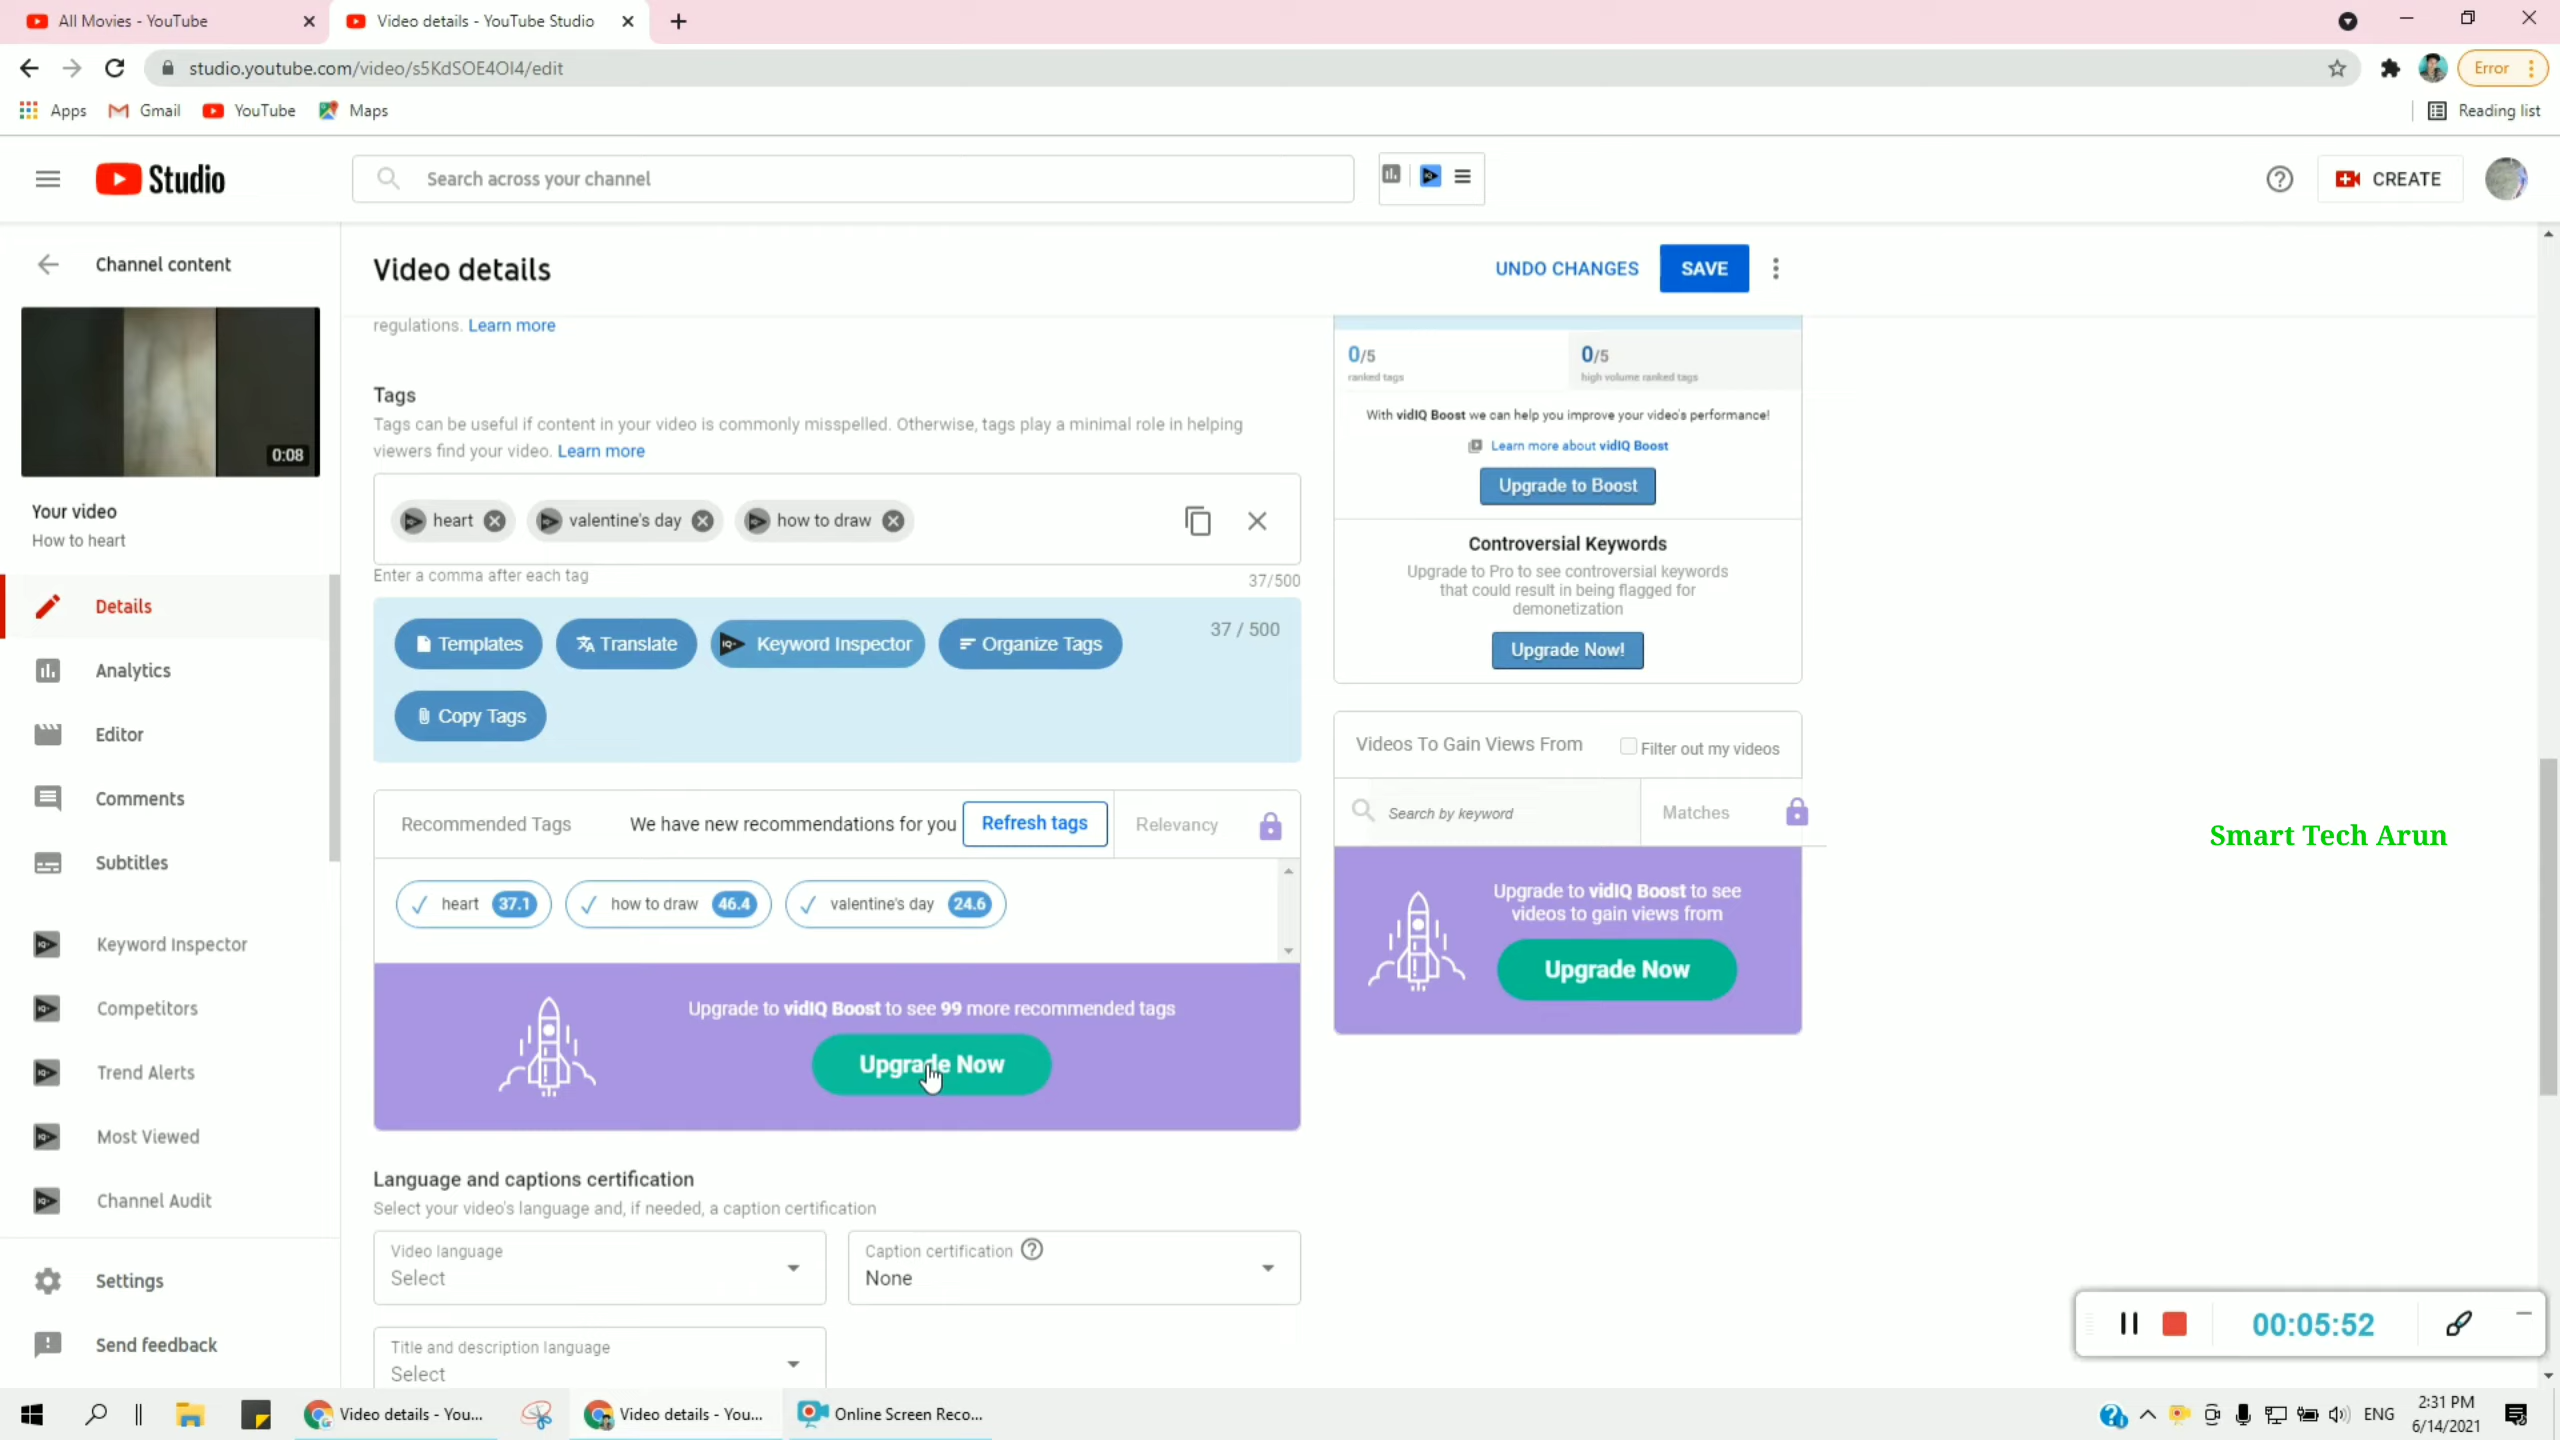 All Movies - YouTube
Video details - YouTube Studio
studio.youtube.com/video/s5KdSOE4OI4/edit
Error
Apps
Gmail
YouTube
Maps
Reading list
Studio
Search across your channel
CREATE
Channel content
0:08
Your video
How to heart
Details
Analytics
Editor
Comments
Subtitles
Keyword Inspector
Competitors
Trend Alerts
Most Viewed
Channel Audit
Settings
Send feedback
Video details
UNDO CHANGES
SAVE
regulations. Learn more
Tags
Tags can be useful if content in your video is commonly misspelled. Otherwise, tags play a minimal role in helping
viewers find your video. Learn more
heart
valentine's day
how to draw
Enter a comma after each tag
37/500
Templates
Translate
Keyword Inspector
Organize Tags
37 / 500
Copy Tags
Recommended Tags
We have new recommendations for you
Refresh tags
Relevancy
heart 37.1
how to draw 46.4
valentine's day 24.6
Upgrade to vidIQ Boost to see 99 more recommended tags
Upgrade Now
Language and captions certification
Select your video's language and, if needed, a caption certification
Video language
Select
Caption certification
None
Title and description language
Select
0/5
ranked tags
0/5
high volume ranked tags
With vidIQ Boost we can help you improve your video's performance!
Learn more about vidIQ Boost
Upgrade to Boost
Controversial Keywords
Upgrade to Pro to see controversial keywords
that could result in being flagged for
demonetization
Upgrade Now!
Videos To Gain Views From
Filter out my videos
Search by keyword
Matches
Upgrade to vidIQ Boost to see
videos to gain views from
Upgrade Now
Smart Tech Arun
00:05:52
Video details - You...
Video details - You...
Online Screen Reco...
ENG
2:31 PM
6/14/2021